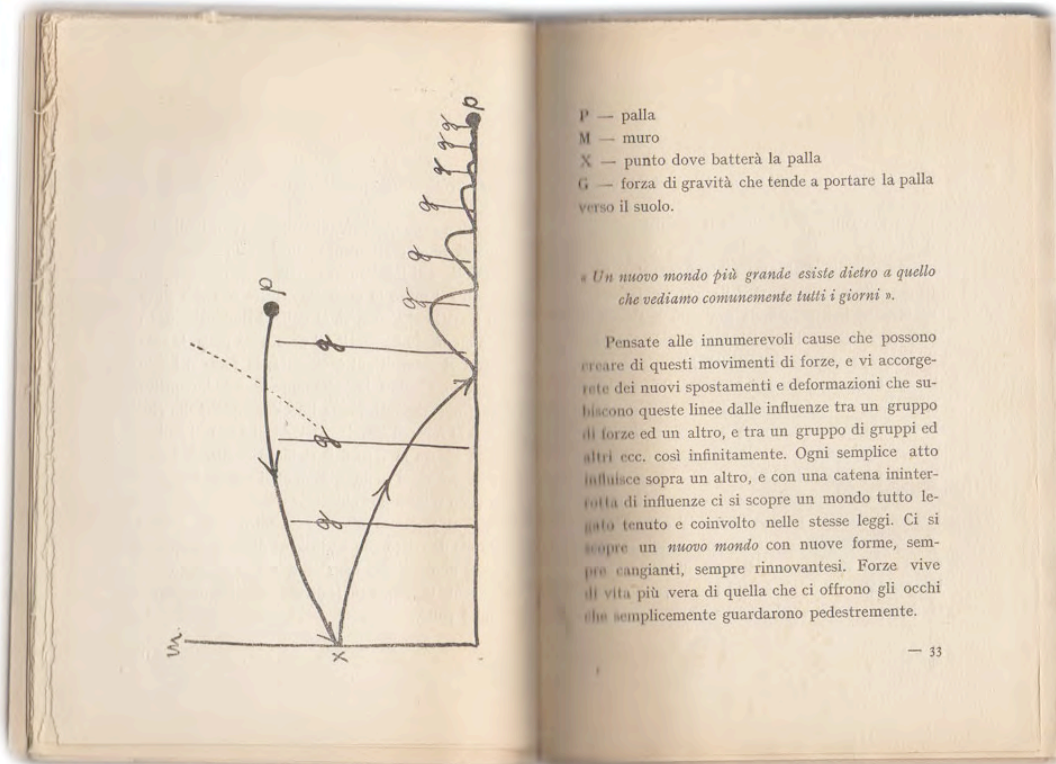 p
g
g
g
g
g
g
p
g
g
g
m
x
P — palla
M — muro
X — punto dove batterà la palla
G — forza di gravità che tende a portare la palla
verso il suolo.
« Un nuovo mondo più grande esiste dietro a quello
che vediamo comunemente tutti i giorni ».
Pensate alle innumerevoli cause che possono
creare di questi movimenti di forze, e vi accorge-
rete dei nuovi spostamenti e deformazioni che su-
biscono queste linee dalle influenze tra un gruppo
di forze ed un altro, e tra un gruppo di gruppi ed
altri ecc. così infinitamente. Ogni semplice atto
influisce sopra un altro, e con una catena ininter-
rotta di influenze ci si scopre un mondo tutto le-
gato tenuto e coinvolto nelle stesse leggi. Ci si
scopre un nuovo mondo con nuove forme, sem-
pre cangianti, sempre rinnovantesi. Forze vive
di vita più vera di quella che ci offrono gli occhi
che semplicemente guardarono pedestremente.
— 33